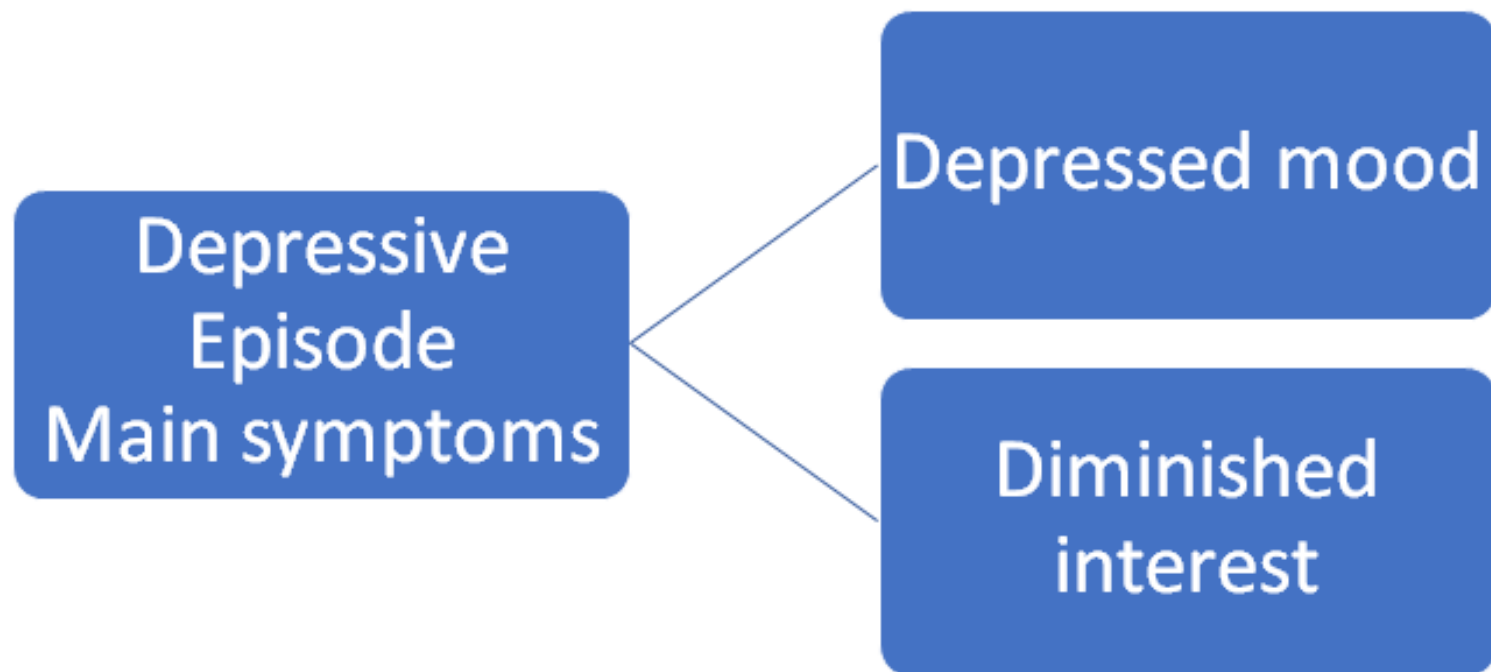 Depressive
Episode
Main symptoms
Depressed mood
Diminished
interest